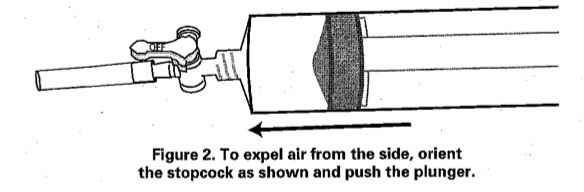 OFF
Figure 2. To expel air from the side, orient
the stopcock as shown and push the plunger.